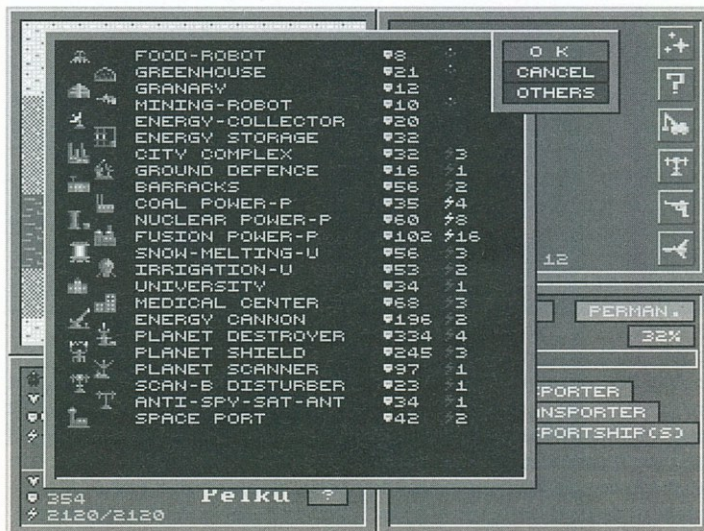 FOOD-ROBOT 8
GREENHOUSE 21
GRANARY 12
MINING-ROBOT 10
ENERGY-COLLECTOR 20
ENERGY STORAGE 32
CITY COMPLEX 32 3
GROUND DEFENCE 16 1
BARRACKS 56 2
COAL POWER-P 35 4
NUCLEAR POWER-P 60 8
FUSION POWER-P 102 16
SNOW-MELTING-U 56 3
IRRIGATION-U 53 2
UNIVERSITY 34 1
MEDICAL CENTER 68 3
ENERGY CANNON 196 2
PLANET DESTROYER 334 4
PLANET SHIELD 245 3
PLANET SCANNER 97 1
SCAN-B DISTURBER 23 1
ANTI-SPY-SAT-ANT 34 1
SPACE PORT 42 2
O K
CANCEL
OTHERS
?
12
PERMAN.
32%
SPORTER
ANSPORTER
SPORTSHIP(S)
354
Pelku ?
2120/2120